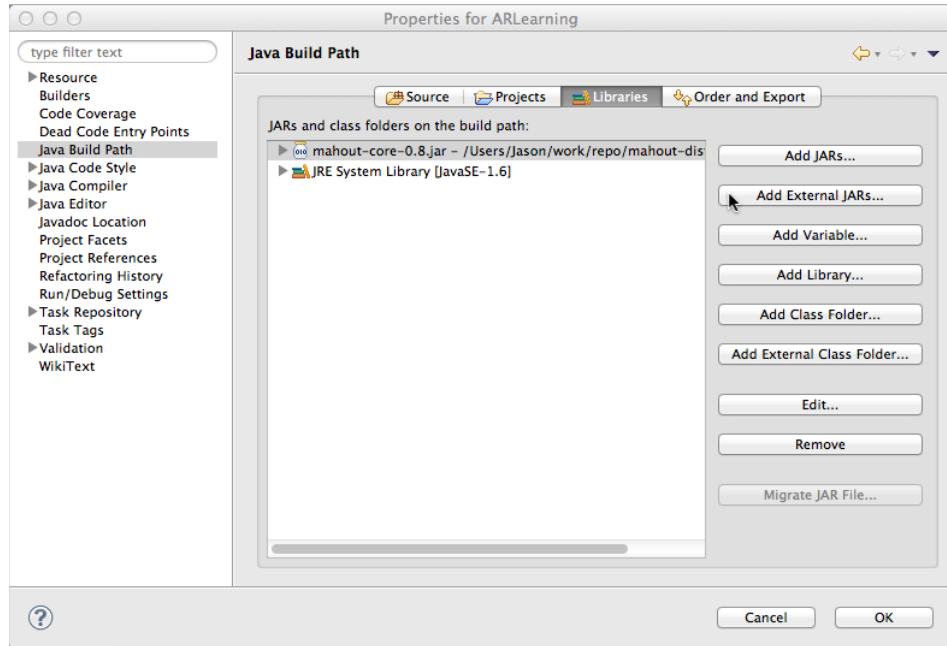 Properties for ARLearning
type filter text
Resource
Builders
Code Coverage
Dead Code Entry Points
Java Build Path
Java Code Style
Java Compiler
Java Editor
Javadoc Location
Project Facets
Project References
Refactoring History
Run/Debug Settings
Task Repository
Task Tags
Validation
WikiText
Java Build Path
Source Projects Libraries Order and Export
JARs and class folders on the build path:
010 mahout-core-0.8.jar – /Users/Jason/work/repo/mahout-dis
JRE System Library [JavaSE-1.6]
Add JARs...
Add External JARs...
Add Variable...
Add Library...
Add Class Folder...
Add External Class Folder...
Edit...
Remove
Migrate JAR File...
?
Cancel OK